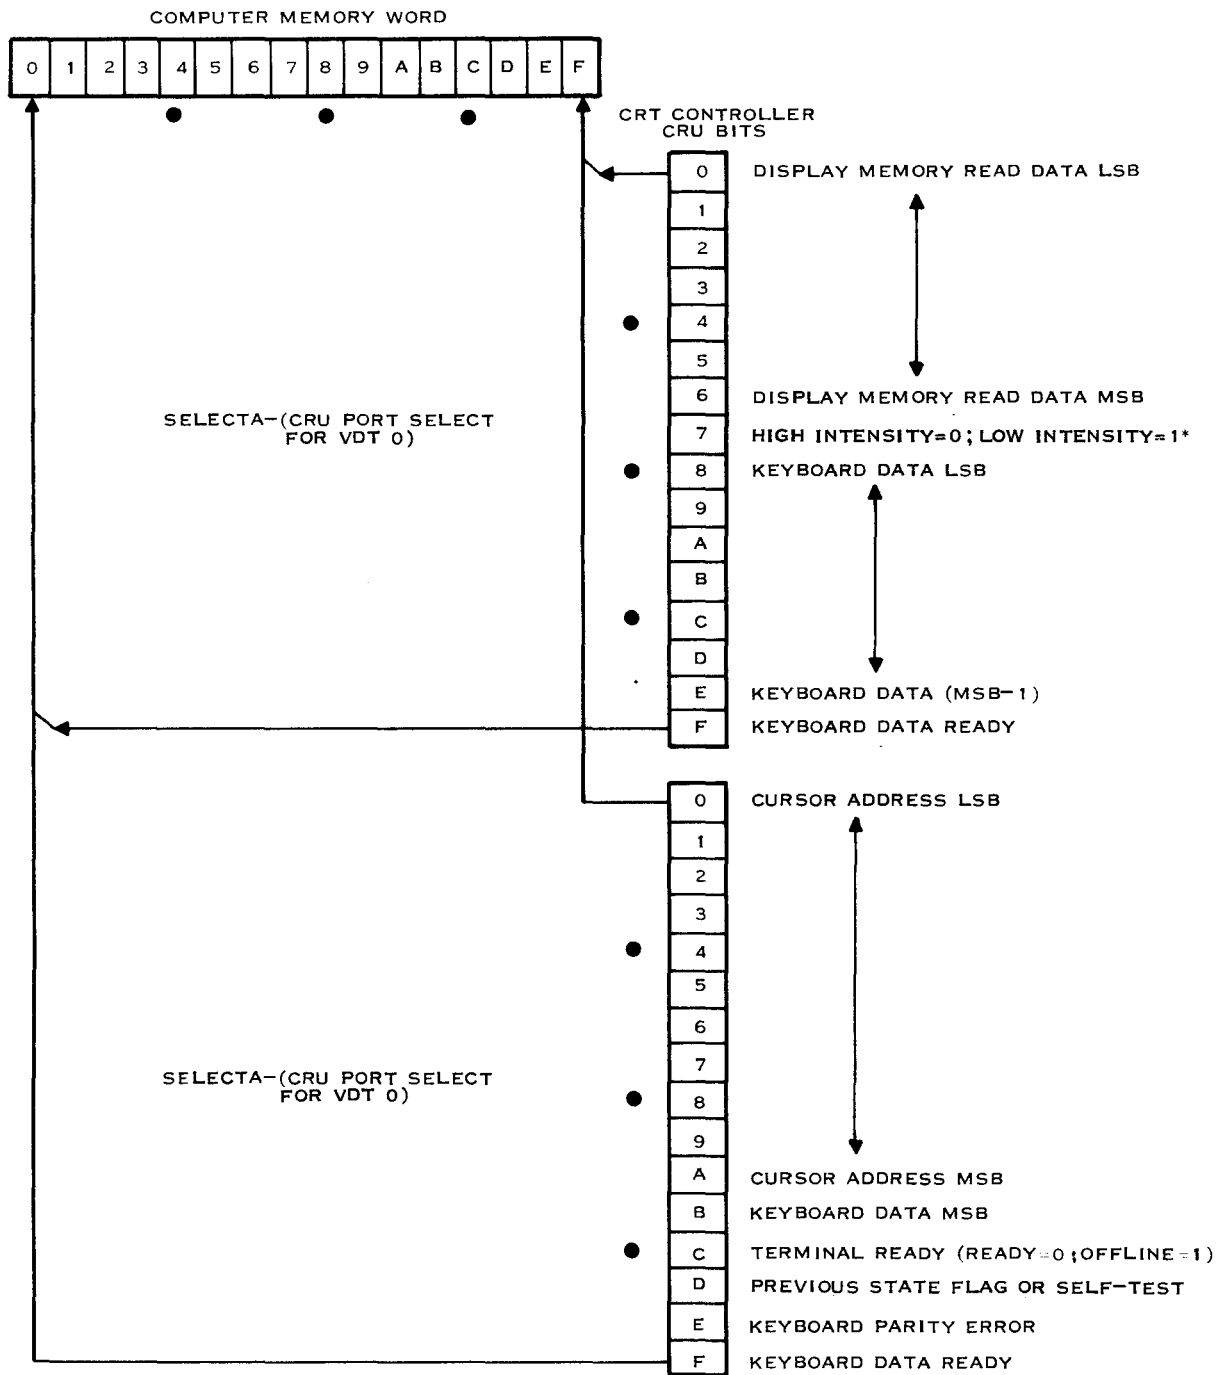 COMPUTER MEMORY WORD
0 1 2 3 4 5 6 7 8 9 A B C D E F
CRT CONTROLLER
CRU BITS
0 DISPLAY MEMORY READ DATA LSB
1
2
3
4
5
6 DISPLAY MEMORY READ DATA MSB
SELECTA-(CRU PORT SELECT
FOR VDT 0)
7 HIGH INTENSITY=0; LOW INTENSITY=1*
8 KEYBOARD DATA LSB
9
A
B
C
D
E KEYBOARD DATA (MSB-1)
F KEYBOARD DATA READY
0 CURSOR ADDRESS LSB
1
2
3
4
5
6
7
SELECTA-(CRU PORT SELECT
FOR VDT 0)
8
9
A CURSOR ADDRESS MSB
B KEYBOARD DATA MSB
C TERMINAL READY (READY=0;OFFLINE=1)
D PREVIOUS STATE FLAG OR SELF-TEST
E KEYBOARD PARITY ERROR
F KEYBOARD DATA READY